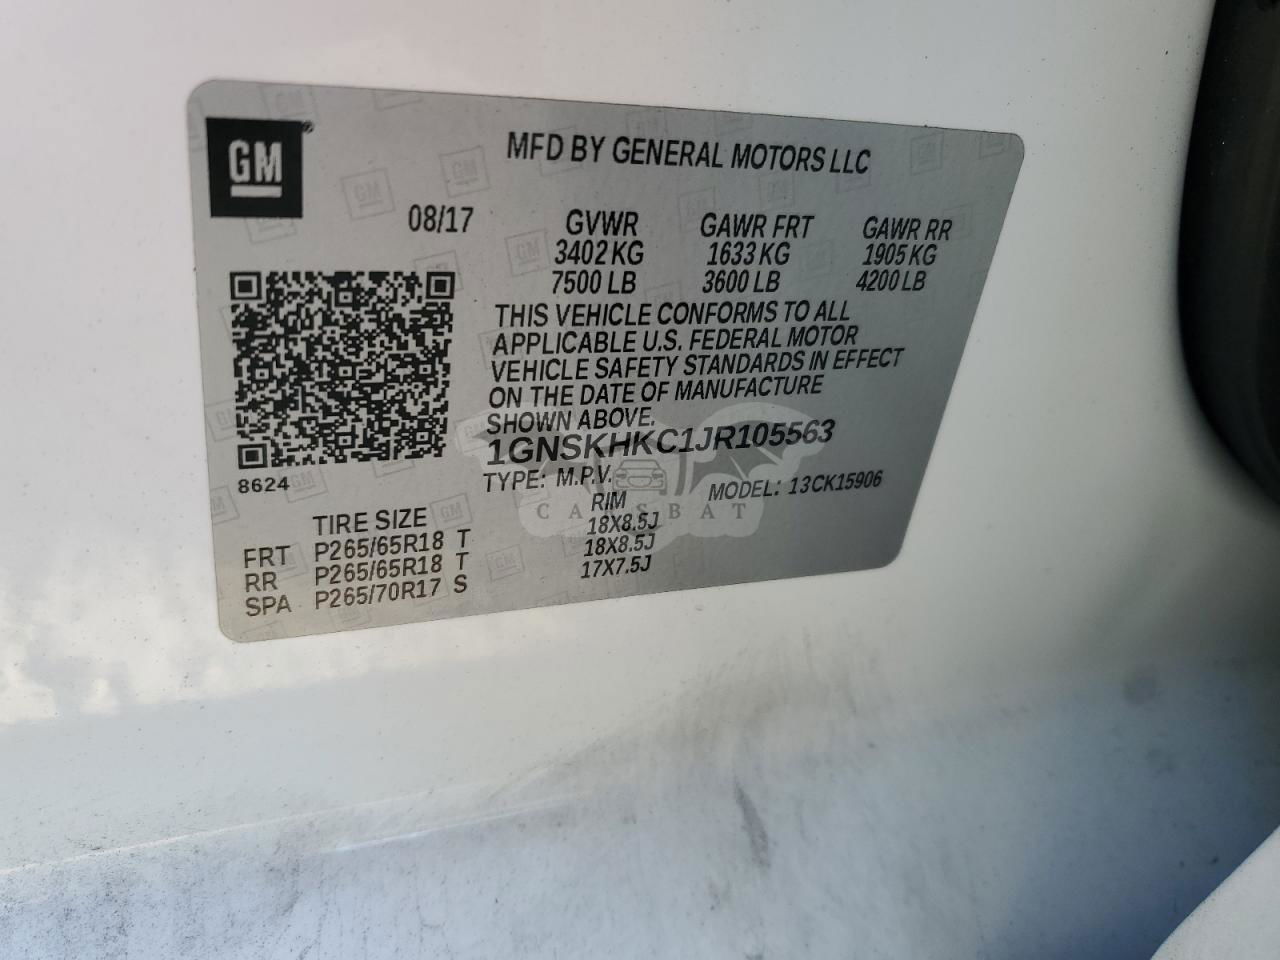 GM
MFD BY GENERAL MOTORS LLC
08/17
GVWR GAWR FRT GAWR RR
3402 KG 1633 KG 1905 KG
7500 LB 3600 LB 4200 LB
THIS VEHICLE CONFORMS TO ALL
APPLICABLE U.S. FEDERAL MOTOR
VEHICLE SAFETY STANDARDS IN EFFECT
ON THE DATE OF MANUFACTURE
SHOWN ABOVE.
1GNSKHKC1JR105563
8624
TYPE: M.P.V. MODEL: 13CK15906
CARSBAT
TIRE SIZE RIM
FRT P265/65R18 T 18X8.5J
RR P265/65R18 T 18X8.5J
SPA P265/70R17 S 17X7.5J